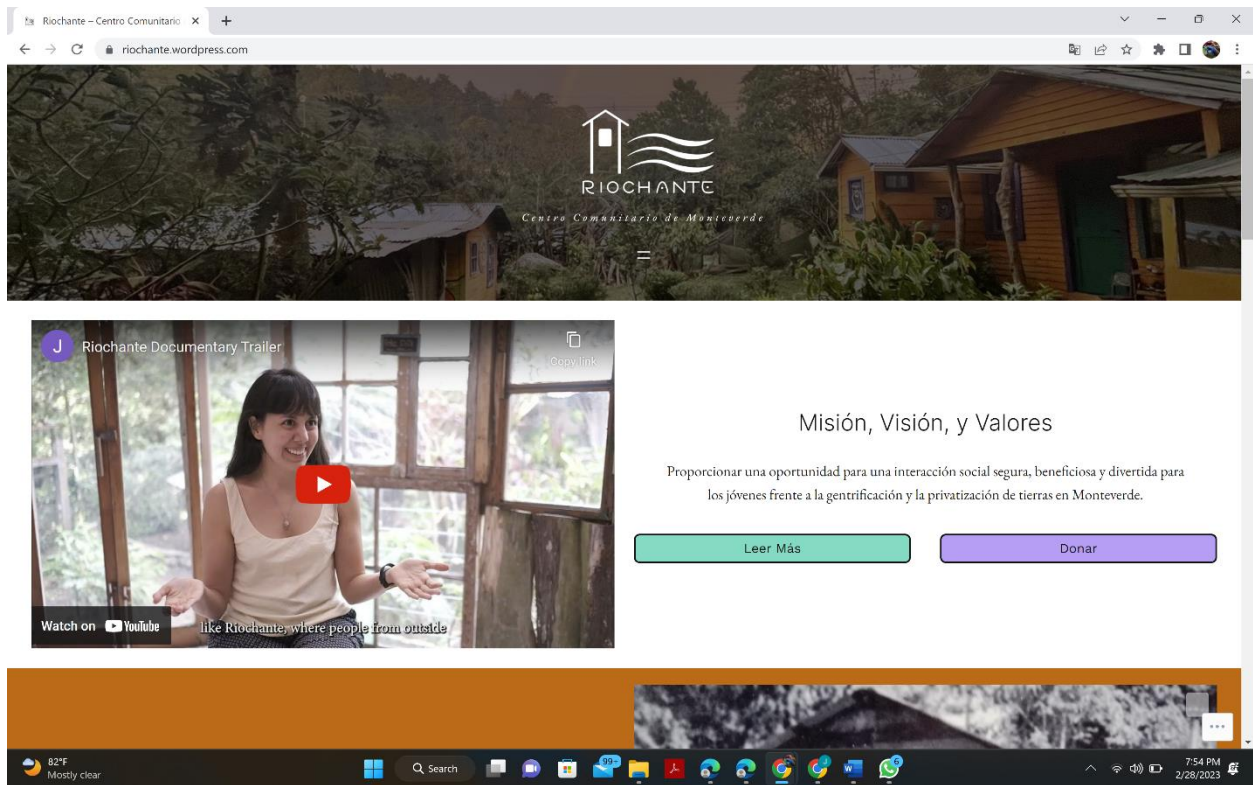 Riochante – Centro Comunitario
riochante.wordpress.com
RIOCHANTE
Centro Comunitario de Monteverde
J
Riochante Documentary Trailer
Copy link
Watch on YouTube
like Riochante, where people from outside
Misión, Visión, y Valores
Proporcionar una oportunidad para una interacción social segura, beneficiosa y divertida para
los jóvenes frente a la gentrificación y la privatización de tierras en Monteverde.
Leer Más
Donar
82°F
Mostly clear
Search
99+
6
7:54 PM
2/28/2023